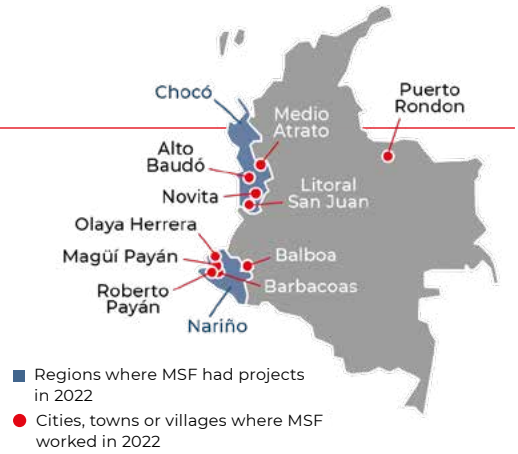 Chocó
Puerto
Rondon
Medio
Atrato
Alto
Baudó
Litoral
San Juan
Novita
Olaya Herrera
Magüí Payán
Balboa
Barbacoas
Roberto
Payán
Nariño
Regions where MSF had projects
in 2022
Cities, towns or villages where MSF
worked in 2022